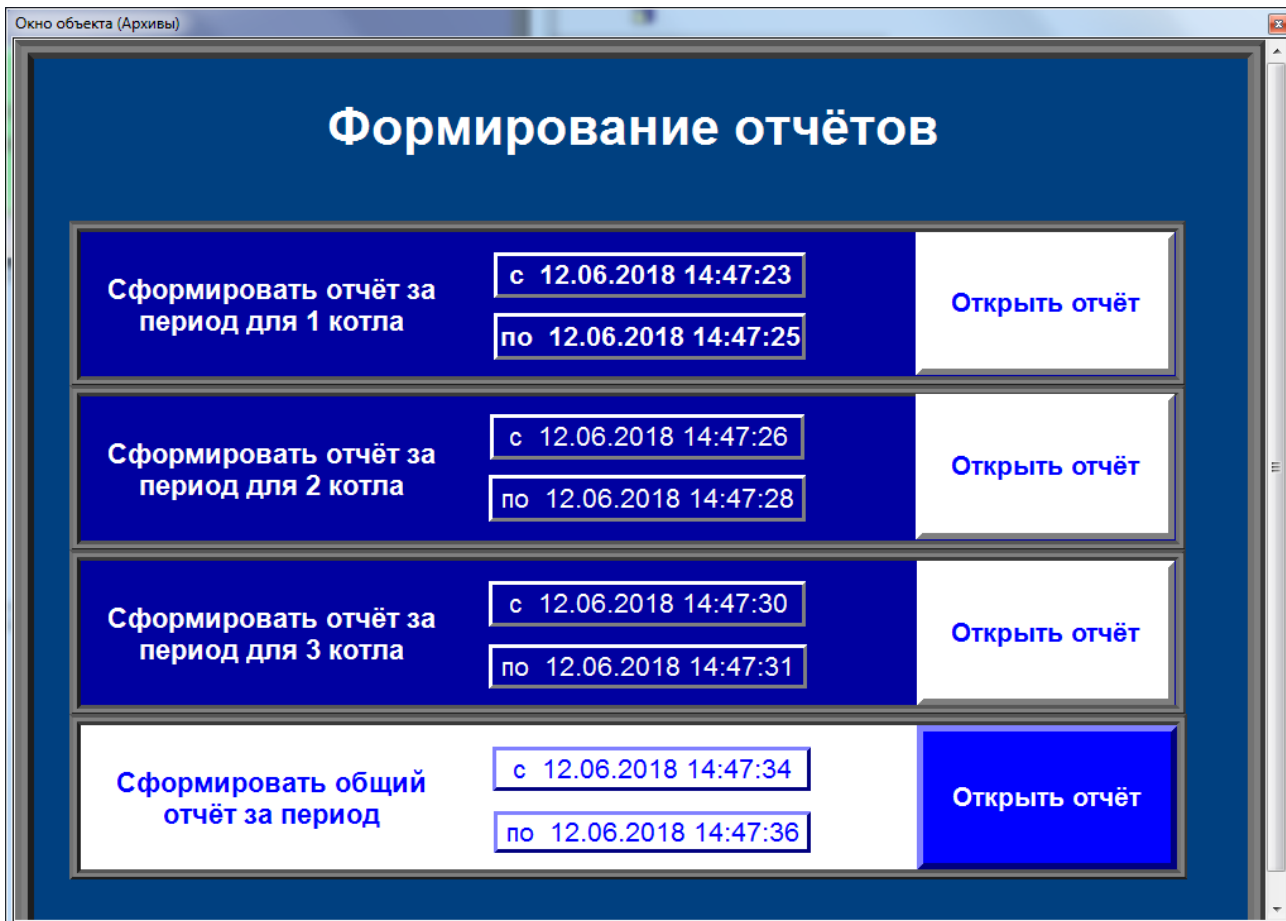 Окно объекта (Архивы)
Формирование отчётов
Сформировать отчёт за
период для 1 котла
с 12.06.2018 14:47:23
по 12.06.2018 14:47:25
Открыть отчёт
Сформировать отчёт за
период для 2 котла
с 12.06.2018 14:47:26
по 12.06.2018 14:47:28
Открыть отчёт
Сформировать отчёт за
период для 3 котла
с 12.06.2018 14:47:30
по 12.06.2018 14:47:31
Открыть отчёт
Сформировать общий
отчёт за период
с 12.06.2018 14:47:34
по 12.06.2018 14:47:36
Открыть отчёт